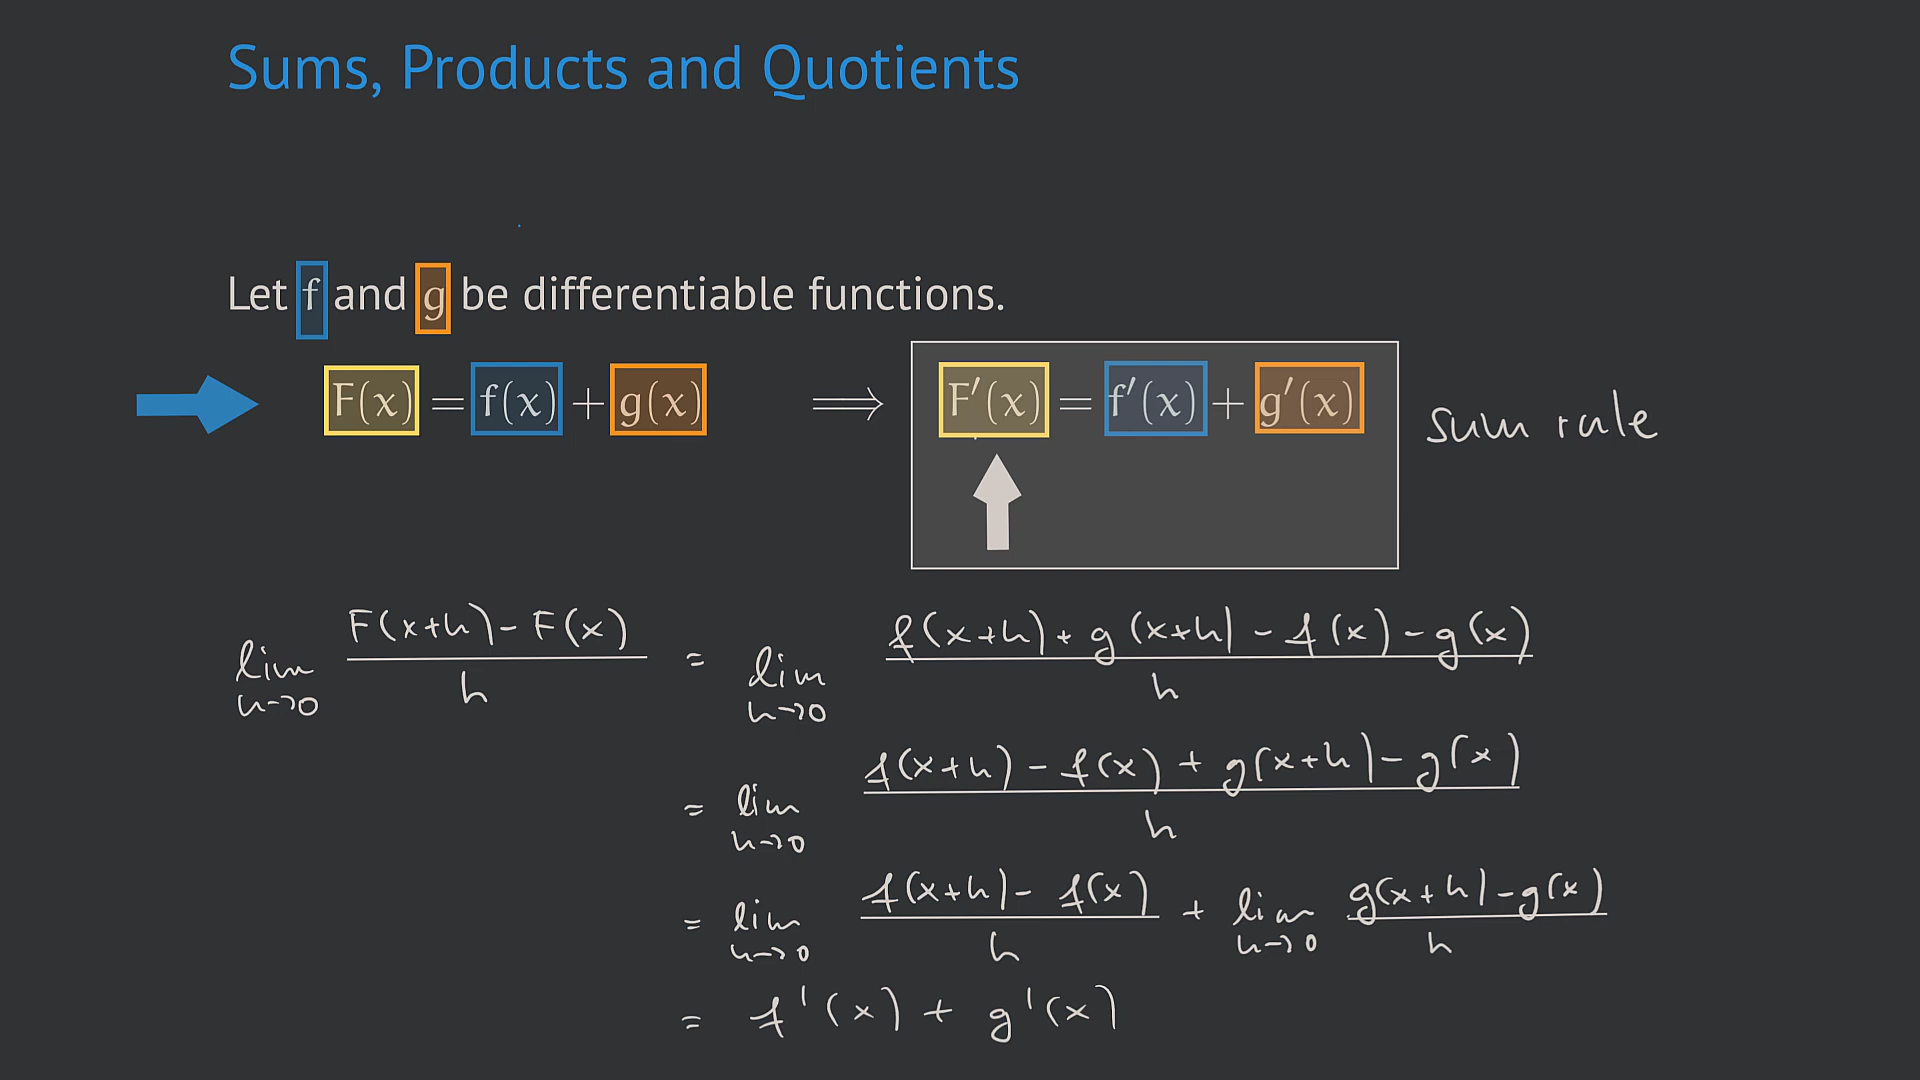 Sums, Products and Quotients
Let f and g be differentiable functions.
F(x) = f(x) + g(x) ⟹ F′(x) = f′(x) + g′(x) sum rule
lim h→0 (F(x+h) - F(x)) / h = lim h→0 (f(x+h) + g(x+h) - f(x) - g(x)) / h
= lim h→0 (f(x+h) - f(x) + g(x+h) - g(x)) / h
= lim h→0 (f(x+h) - f(x)) / h + lim h→0 (g(x+h) - g(x)) / h
= f'(x) + g'(x)